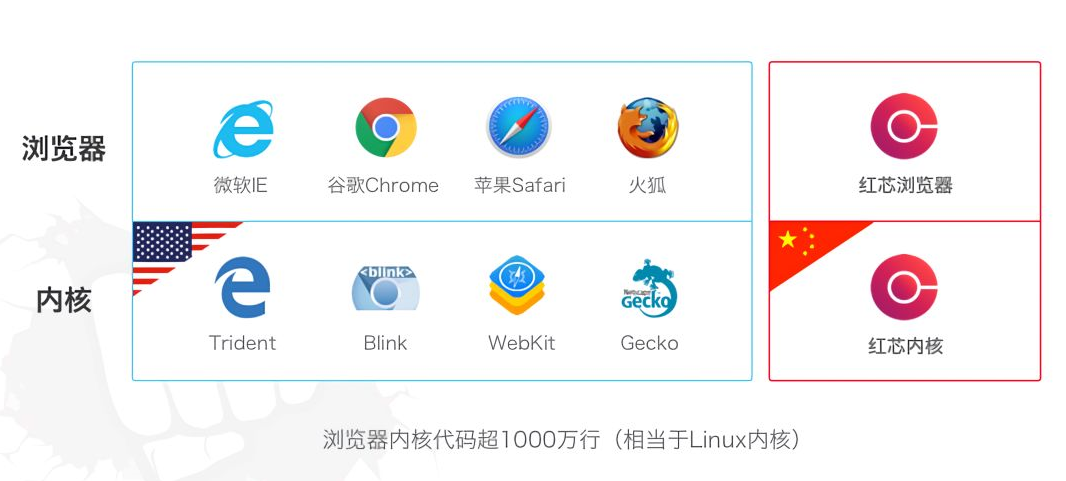 浏览器
微软IE
谷歌Chrome
苹果Safari
火狐
红芯浏览器
内核
<blink>
Netscape
Gecko
Trident
Blink
WebKit
Gecko
红芯内核
浏览器内核代码超1000万行（相当于Linux内核）